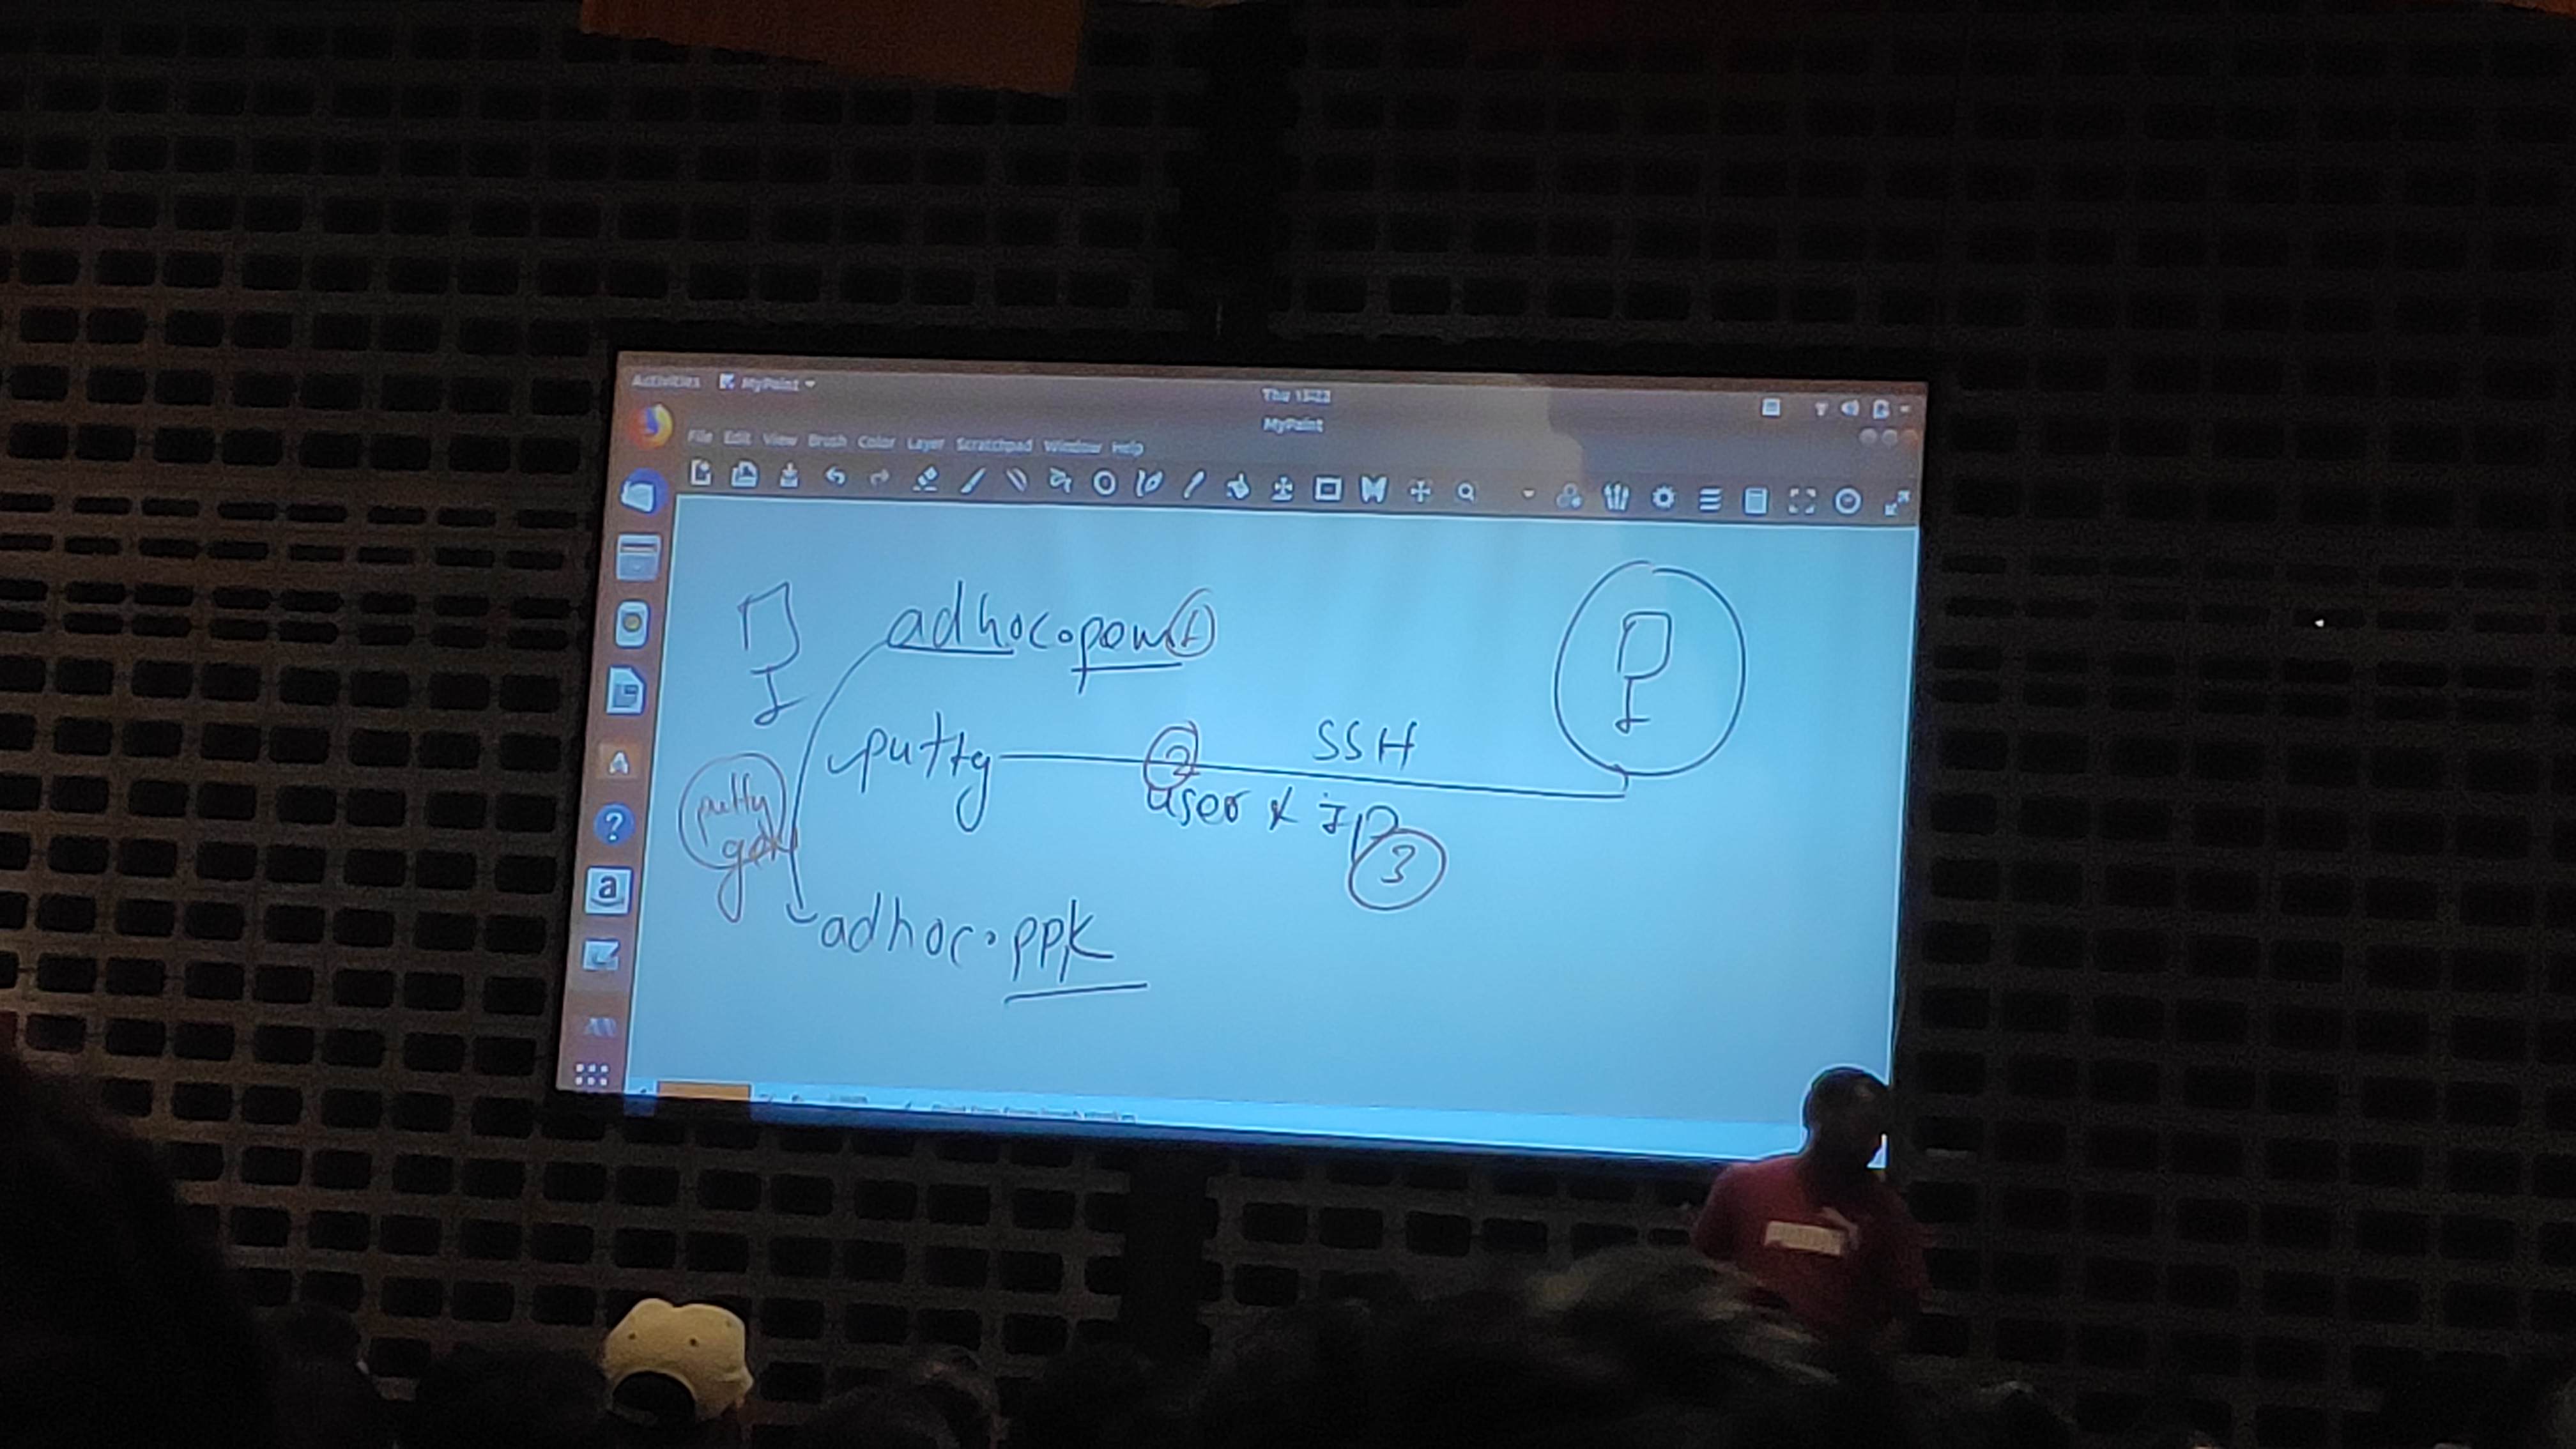 Activities MyPaint
Thu 13:22
MyPaint
File Edit View Brush Color Layer Scratchpad Window Help
adhoc.pem 1
putty 2 SSH
user & IP
3
putty
gen
adhoc.ppk